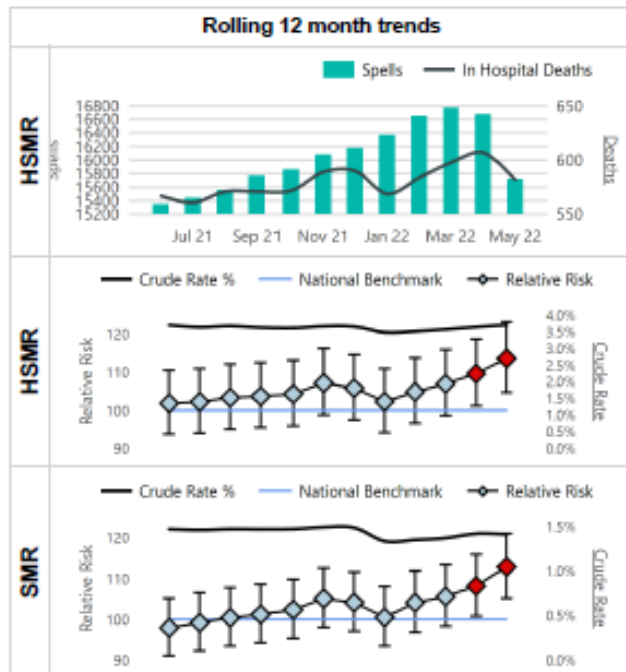 Rolling 12 month trends
HSMR
Spells In Hospital Deaths
Spells
16800
16600
16400
16200
16000
15800
15600
15400
15200
650
600
550
Deaths
Jul 21 Sep 21 Nov 21 Jan 22 Mar 22 May 22
HSMR
Crude Rate % National Benchmark Relative Risk
Relative Risk
120
110
100
90
4.0%
3.5%
3.0%
2.5%
2.0%
1.5%
1.0%
0.5%
0.0%
Crude Rate
SMR
Crude Rate % National Benchmark Relative Risk
Relative Risk
120
110
100
90
1.5%
1.0%
0.5%
0.0%
Crude Rate